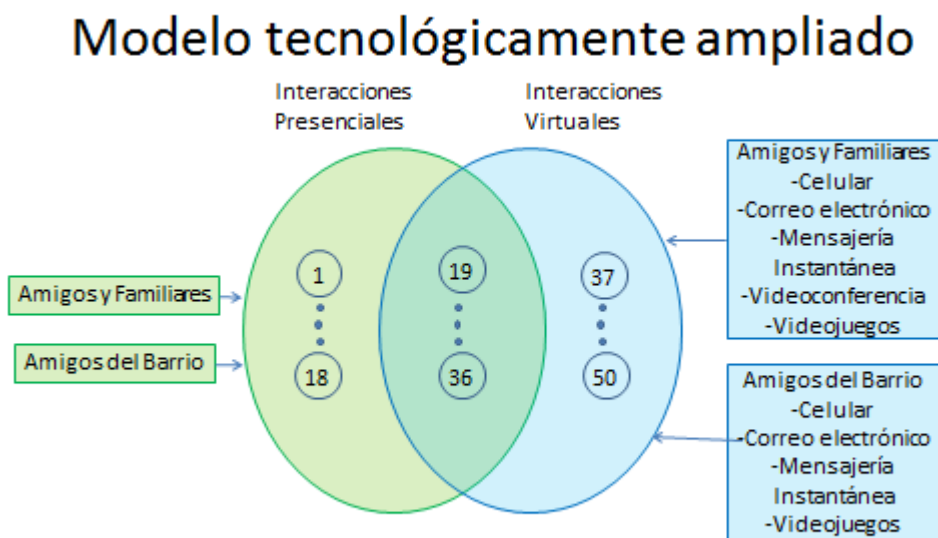 Modelo tecnológicamente ampliado
Interacciones
Presenciales
Interacciones
Virtuales
Amigos y Familiares
Amigos del Barrio
1
18
19
36
37
50
Amigos y Familiares
-Celular
-Correo electrónico
-Mensajería
Instantánea
-Videoconferencia
-Videojuegos
Amigos del Barrio
-Celular
-Correo electrónico
-Mensajería
Instantánea
-Videojuegos